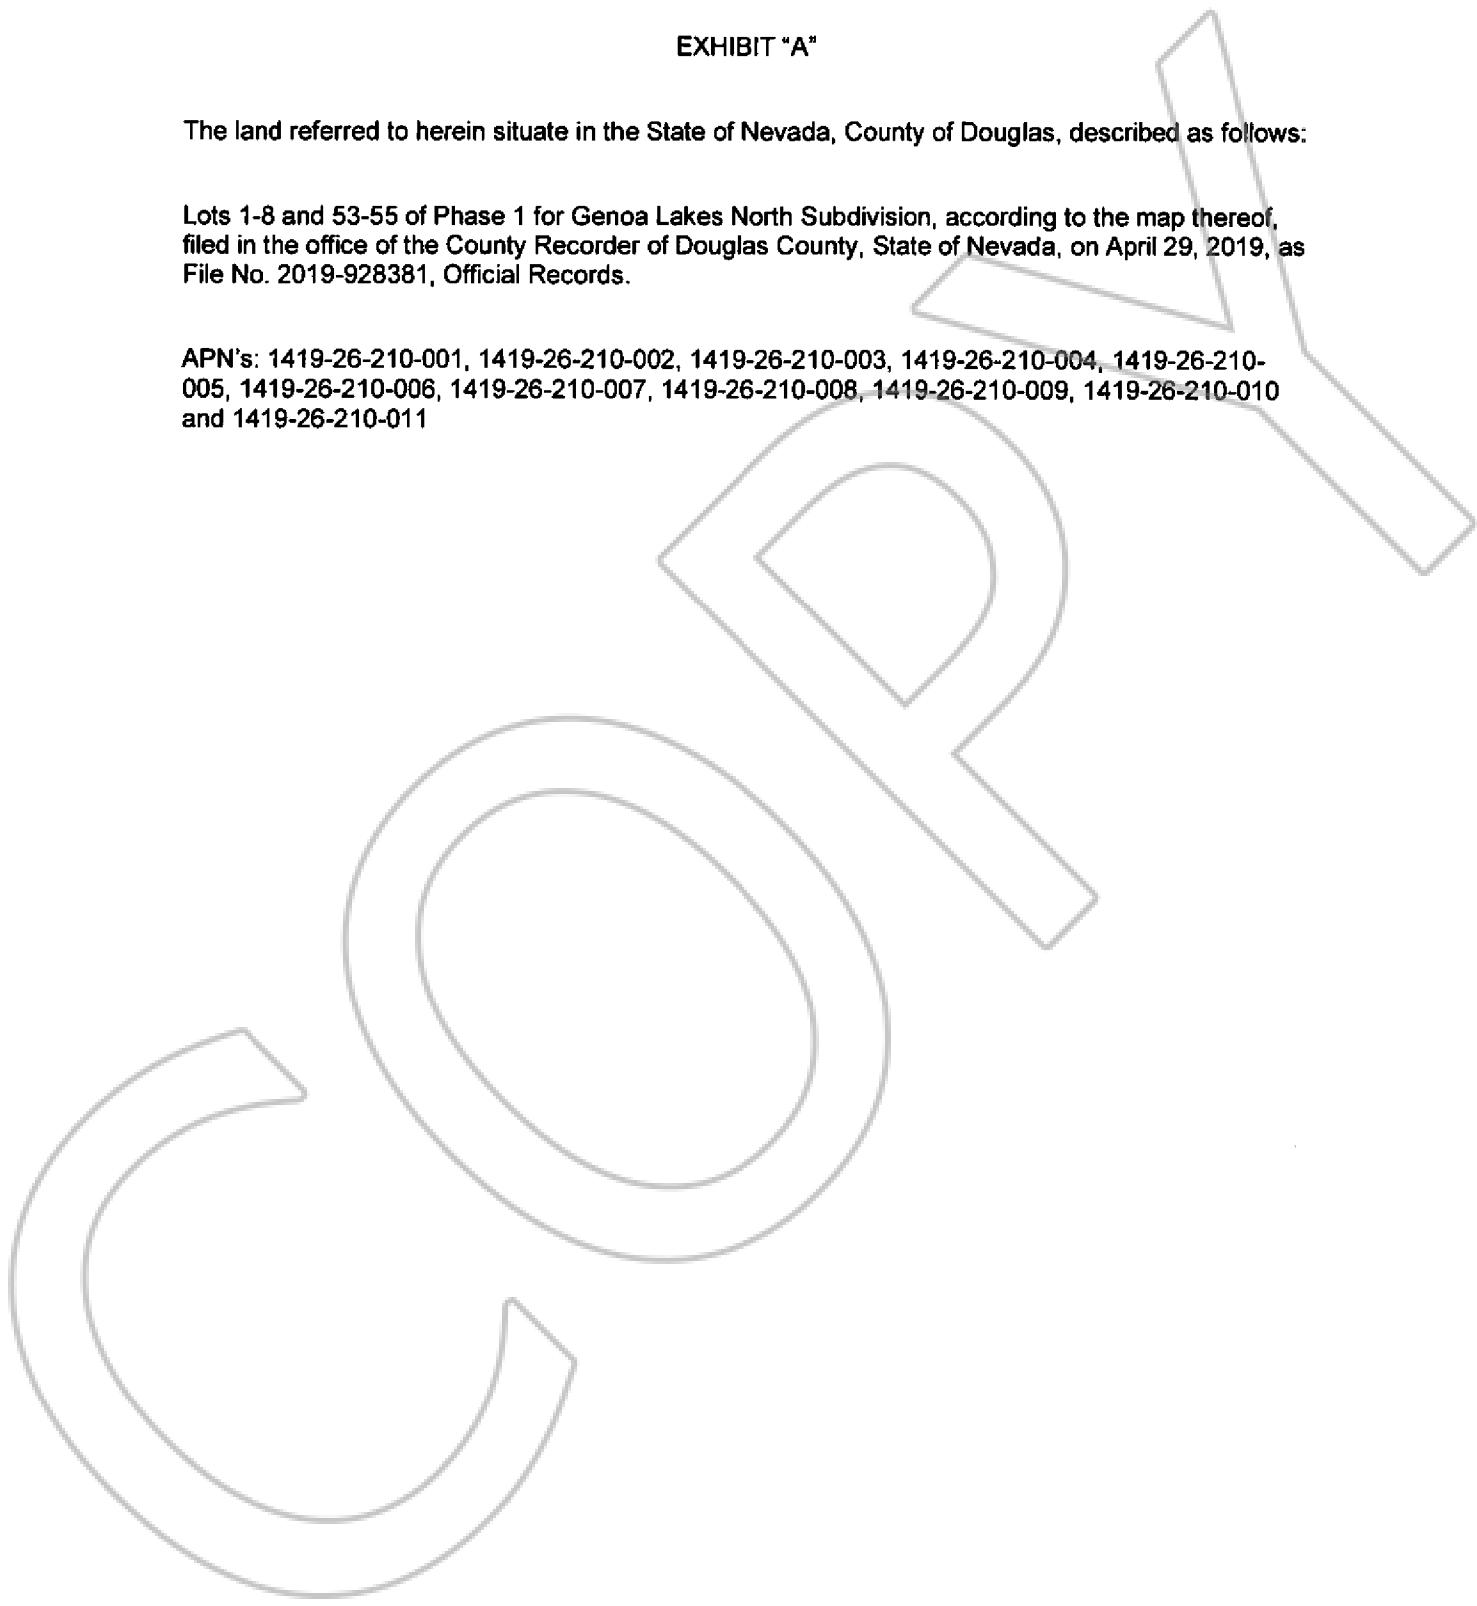 EXHIBIT "A"
The land referred to herein situate in the State of Nevada, County of Douglas, described as follows:
Lots 1-8 and 53-55 of Phase 1 for Genoa Lakes North Subdivision, according to the map thereof,
filed in the office of the County Recorder of Douglas County, State of Nevada, on April 29, 2019, as
File No. 2019-928381, Official Records.
APN's: 1419-26-210-001, 1419-26-210-002, 1419-26-210-003, 1419-26-210-004, 1419-26-210-
005, 1419-26-210-006, 1419-26-210-007, 1419-26-210-008, 1419-26-210-009, 1419-26-210-010
and 1419-26-210-011
COPY